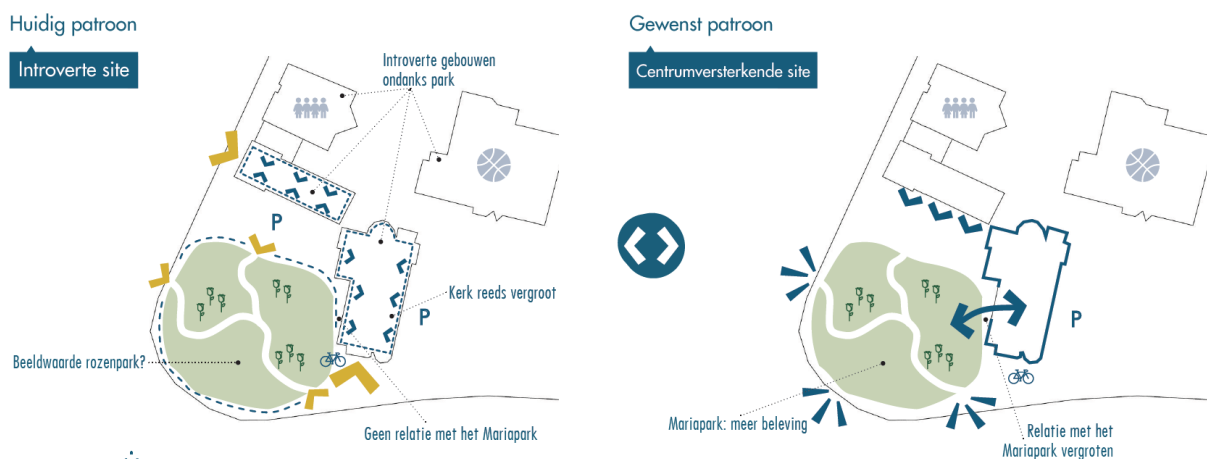 Huidig patroon
Introverte site
Introverte gebouwen
ondanks park
P
Kerk reeds vergroot
P
Beeldwaarde rozenpark?
Geen relatie met het Mariapark
Gewenst patroon
Centrumversterkende site
P
Mariapark: meer beleving
Relatie met het
Mariapark vergroten